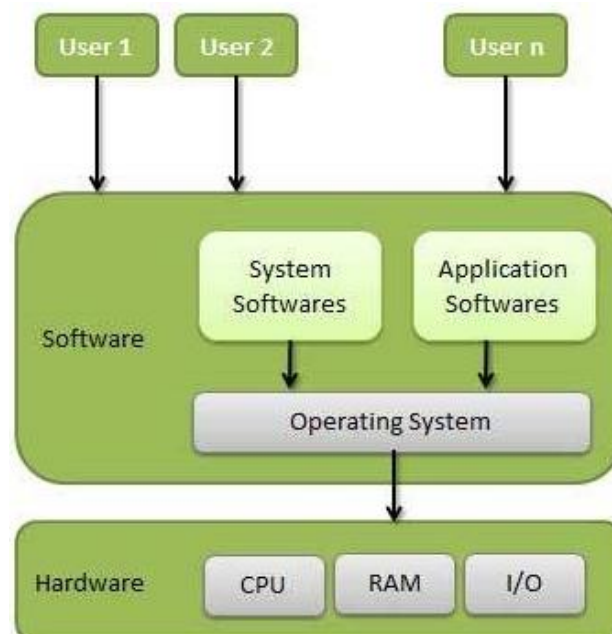 User 1
User 2
User n
System
Softwares
Application
Softwares
Software
Operating System
Hardware
CPU
RAM
I/O